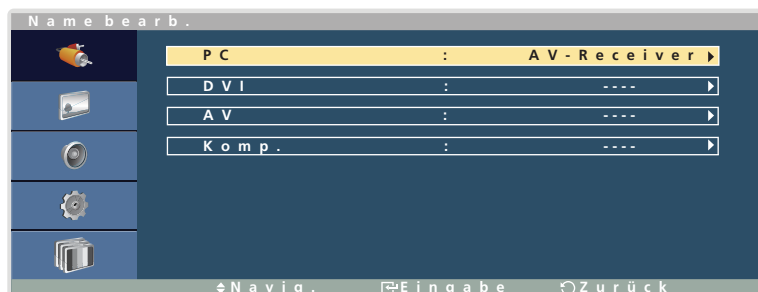 Name bearb.
PC : AV-Receiver
DVI : ----
AV : ----
Komp. : ----
Navig. Eingabe Zurück